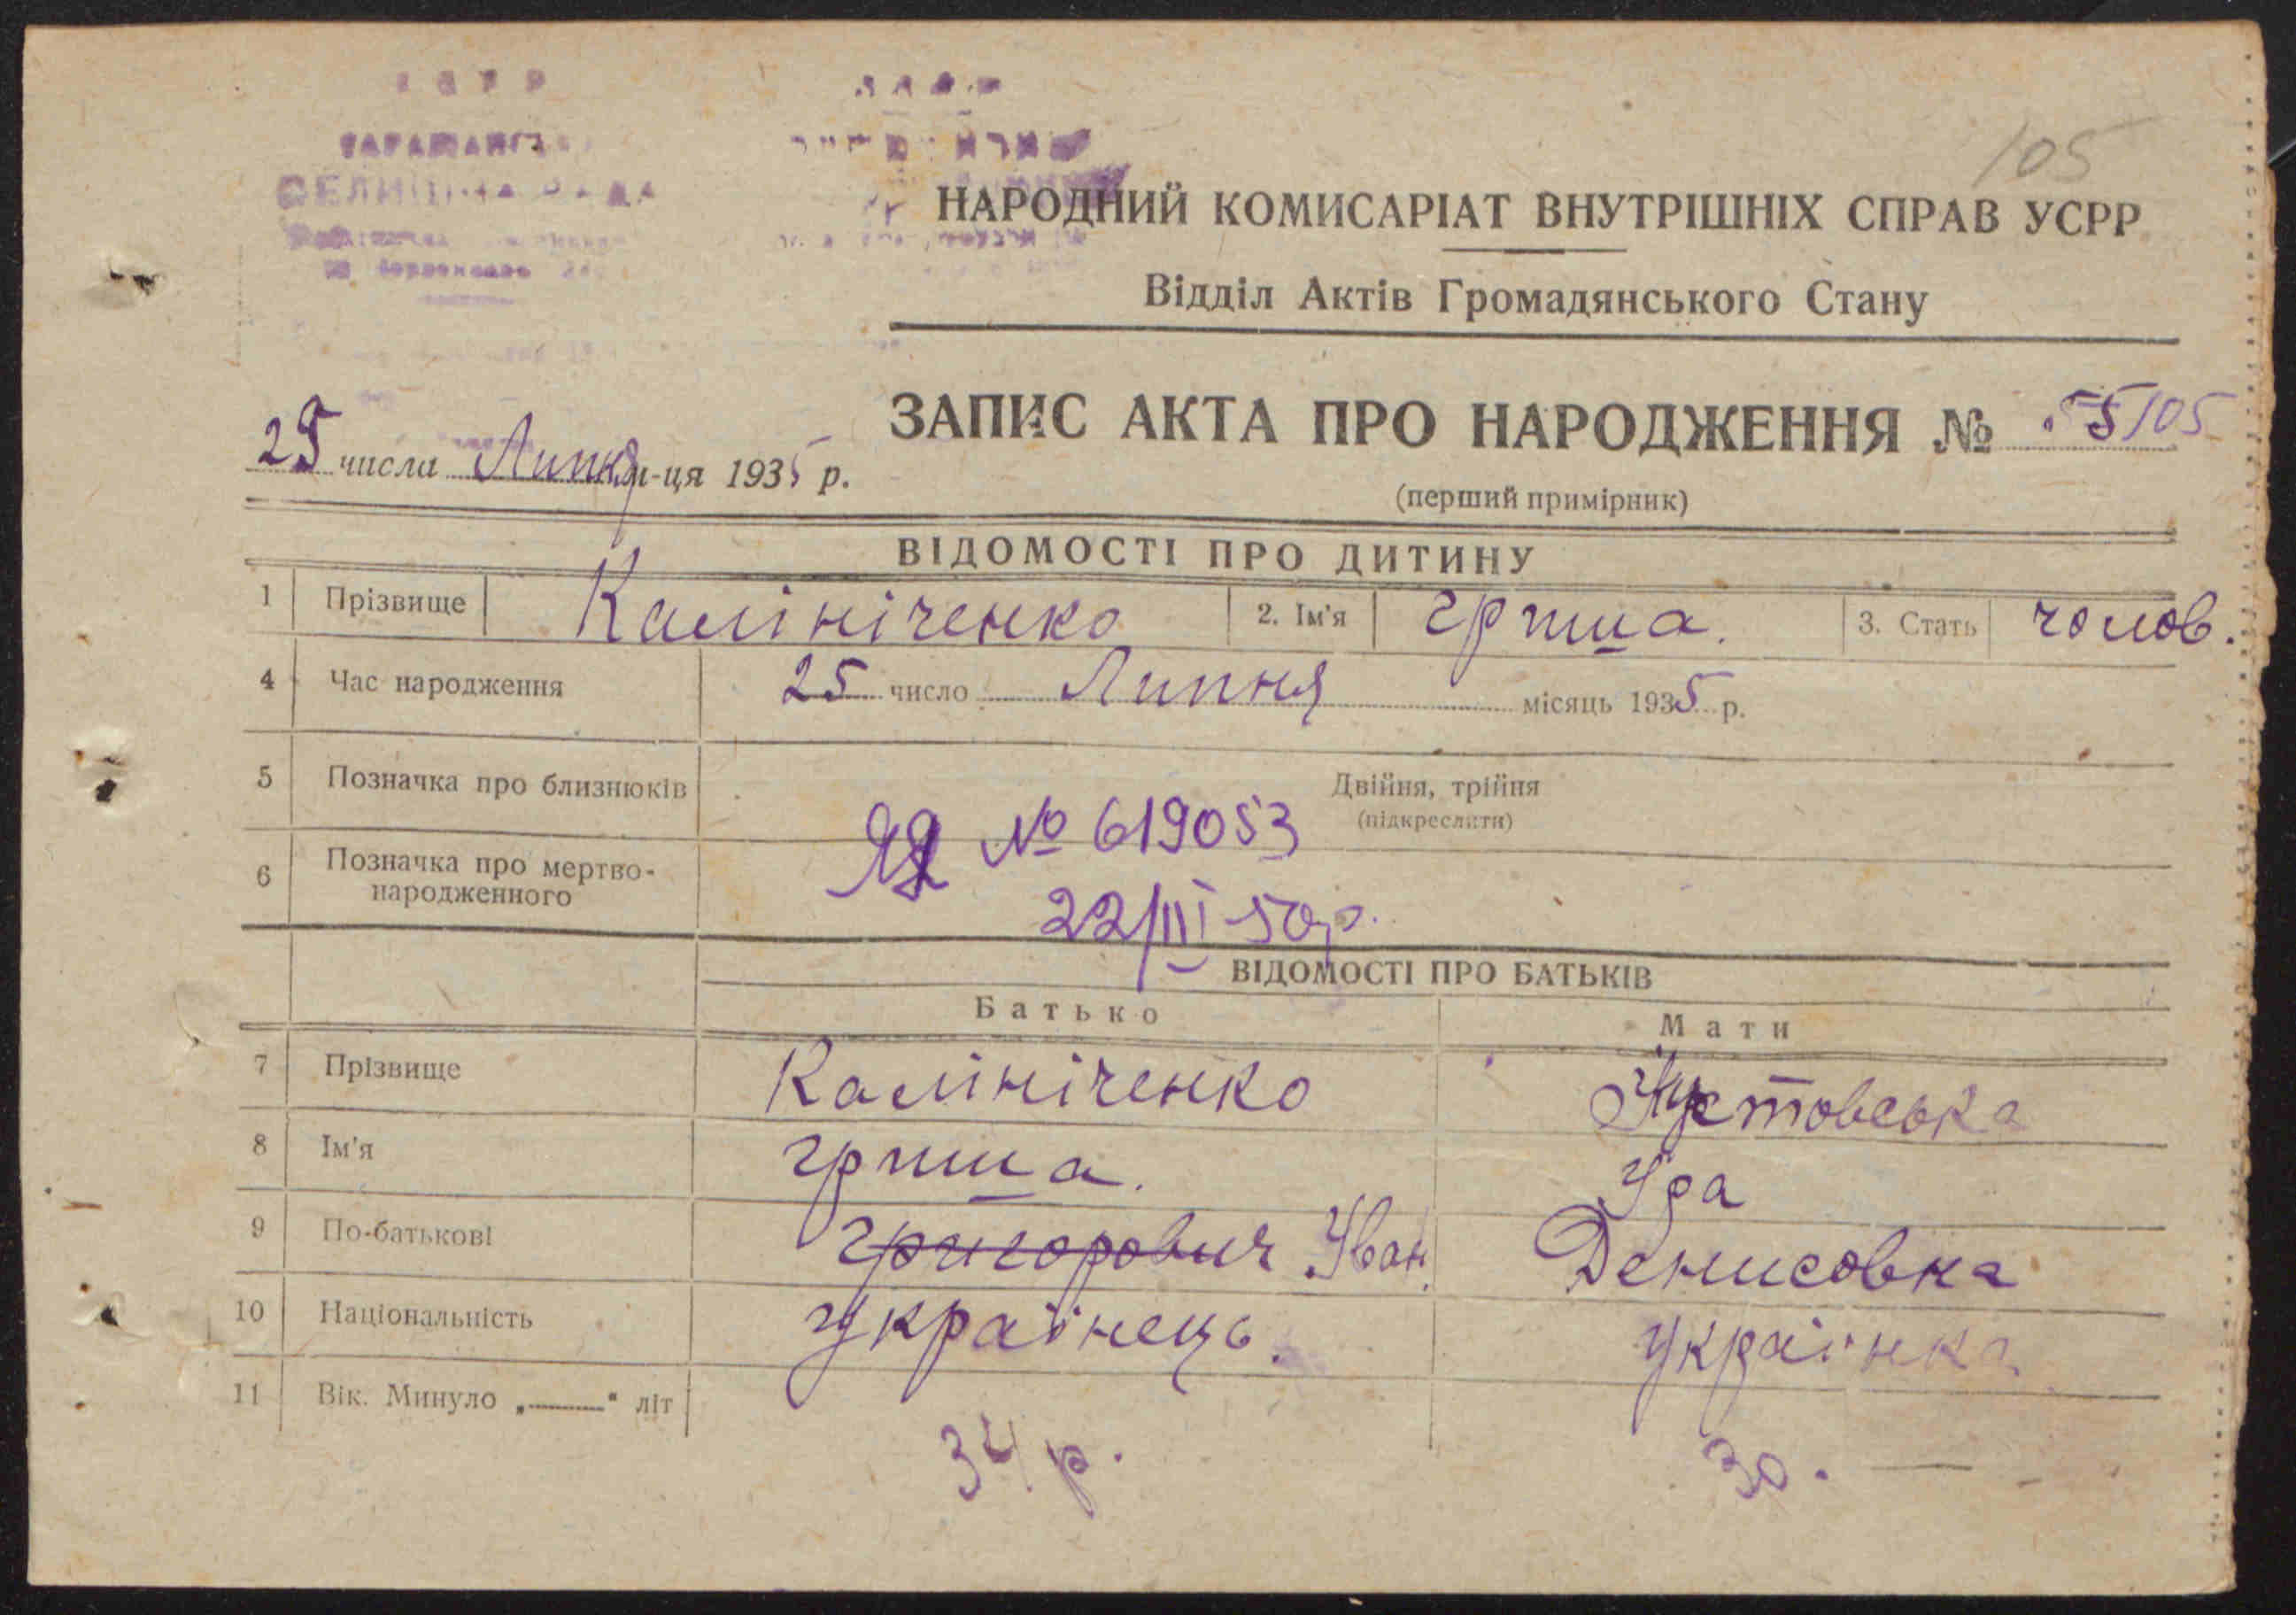 105
НАРОДНИЙ КОМИСАРІАТ ВНУТРІШНІХ СПРАВ УСРР
Відділ Актів Громадянського Стану
ЗАПИС АКТА ПРО НАРОДЖЕННЯ № 55/105
25 числа Липня м-ця 1935 р.
(перший примірник)
ВІДОМОСТІ ПРО ДИТИНУ
1 Прізвище Калініченко 2. Ім'я Гриша. 3. Стать чолов.
4 Час народження 25 число Липня місяць 1935 р.
5 Позначка про близнюків Двійня, трійня
(підкреслити)
№ 619053
6 Позначка про мертво-
народженного
22/III 50 р.
ВІДОМОСТІ ПРО БАТЬКІВ
Батько Мати
7 Прізвище Калініченко
8 Ім'я Гриша.
9 По-батькові Григорович Іван. Денисовка
10 Національність Українець. Українка
11 Вік. Минуло „——" літ
34 р. 30.